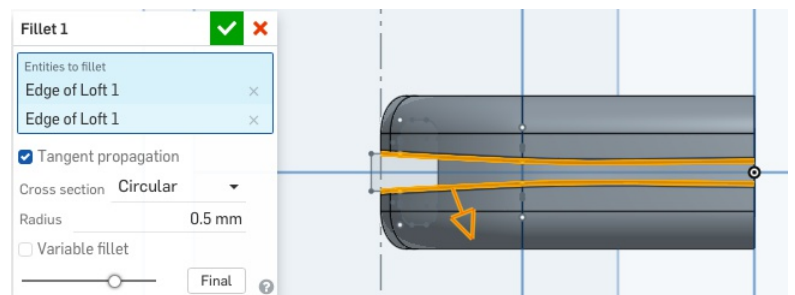 Fillet 1
Entities to fillet
Edge of Loft 1
Edge of Loft 1
Tangent propagation
Cross section Circular
Radius 0.5 mm
Variable fillet
Final